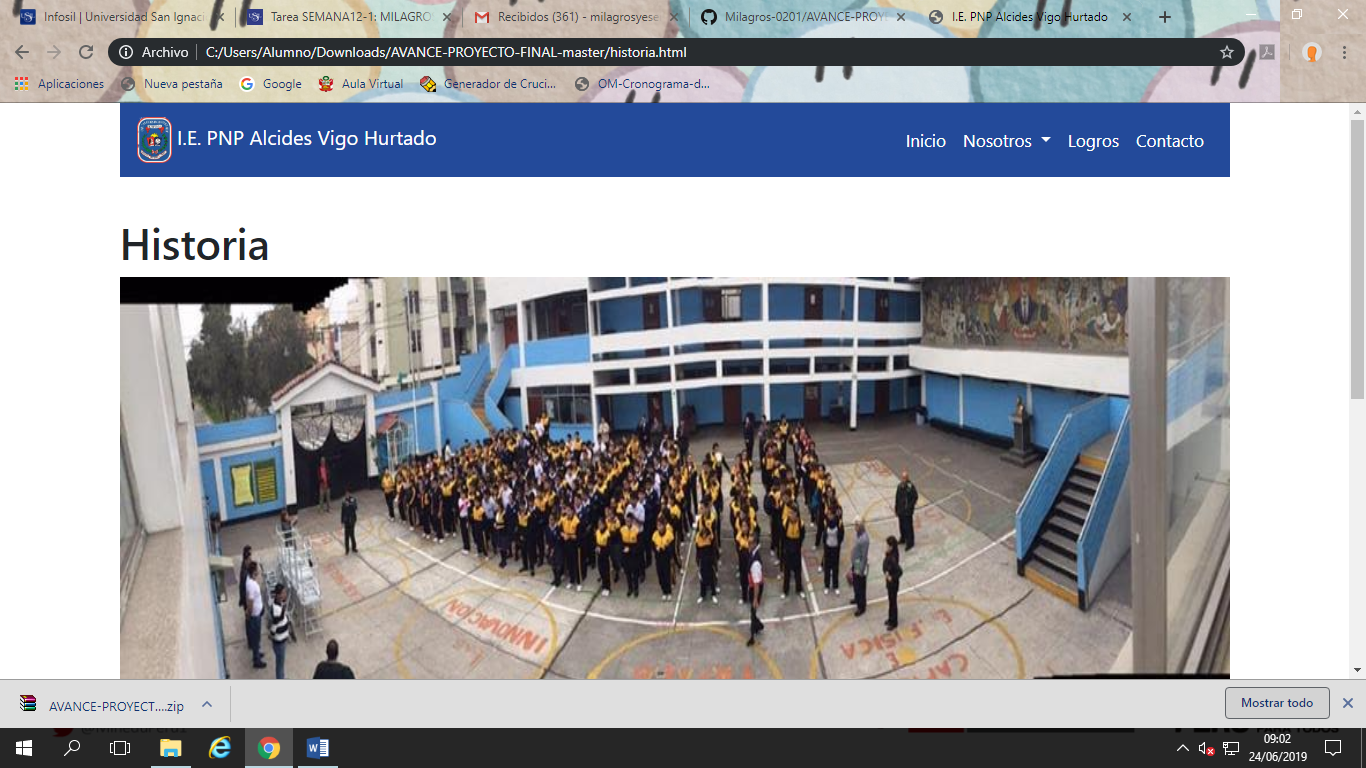 Infosil | Universidad San Ignaci
Tarea SEMANA12-1: MILAGRO
Recibidos (361) - milagrosyese
Milagros-0201/AVANCE-PROYE
I.E. PNP Alcides Vigo Hurtado
Archivo
C:/Users/Alumno/Downloads/AVANCE-PROYECTO-FINAL-master/historia.html
Aplicaciones
Nueva pestaña
Google
Aula Virtual
Generador de Cruci...
OM-Cronograma-d...
I.E. PNP Alcides Vigo Hurtado
Inicio Nosotros Logros Contacto
Historia
INNOVACION
E. FISICA
AVANCE-PROYECT....zip
Mostrar todo
09:02
24/06/2019